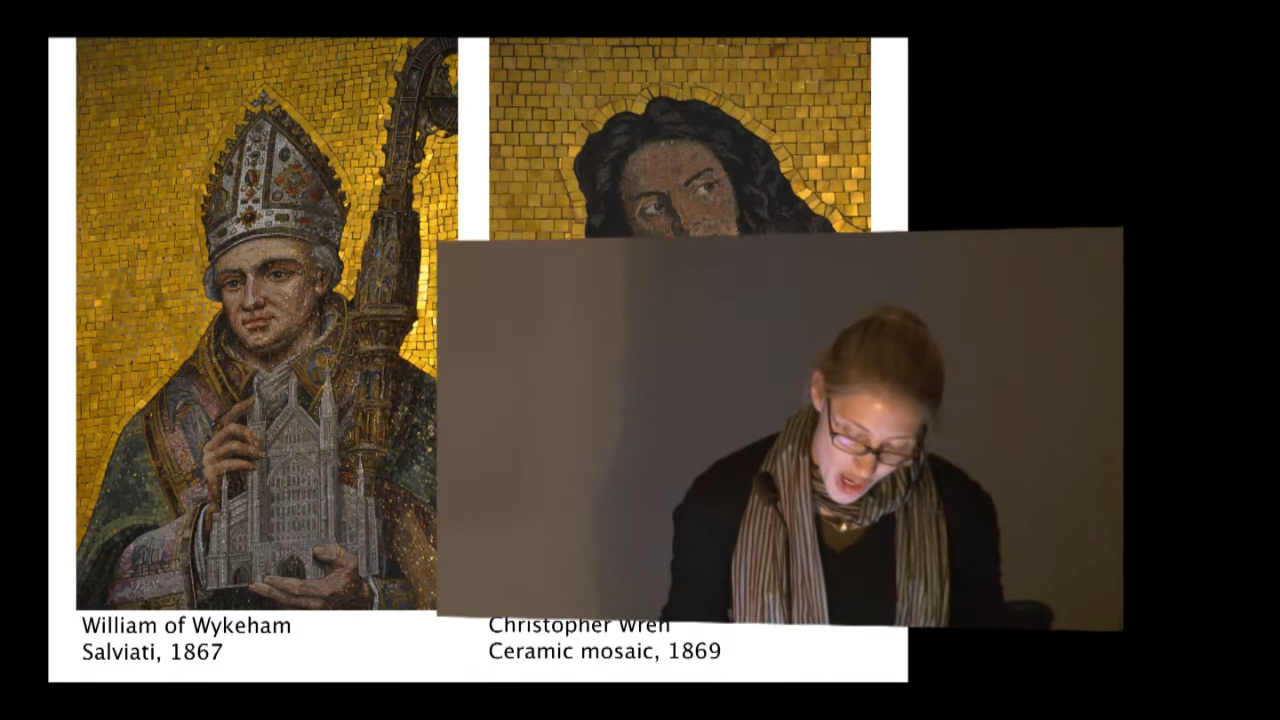 William of Wykeham
Salviati, 1867
Christopher Wren
Ceramic mosaic, 1869